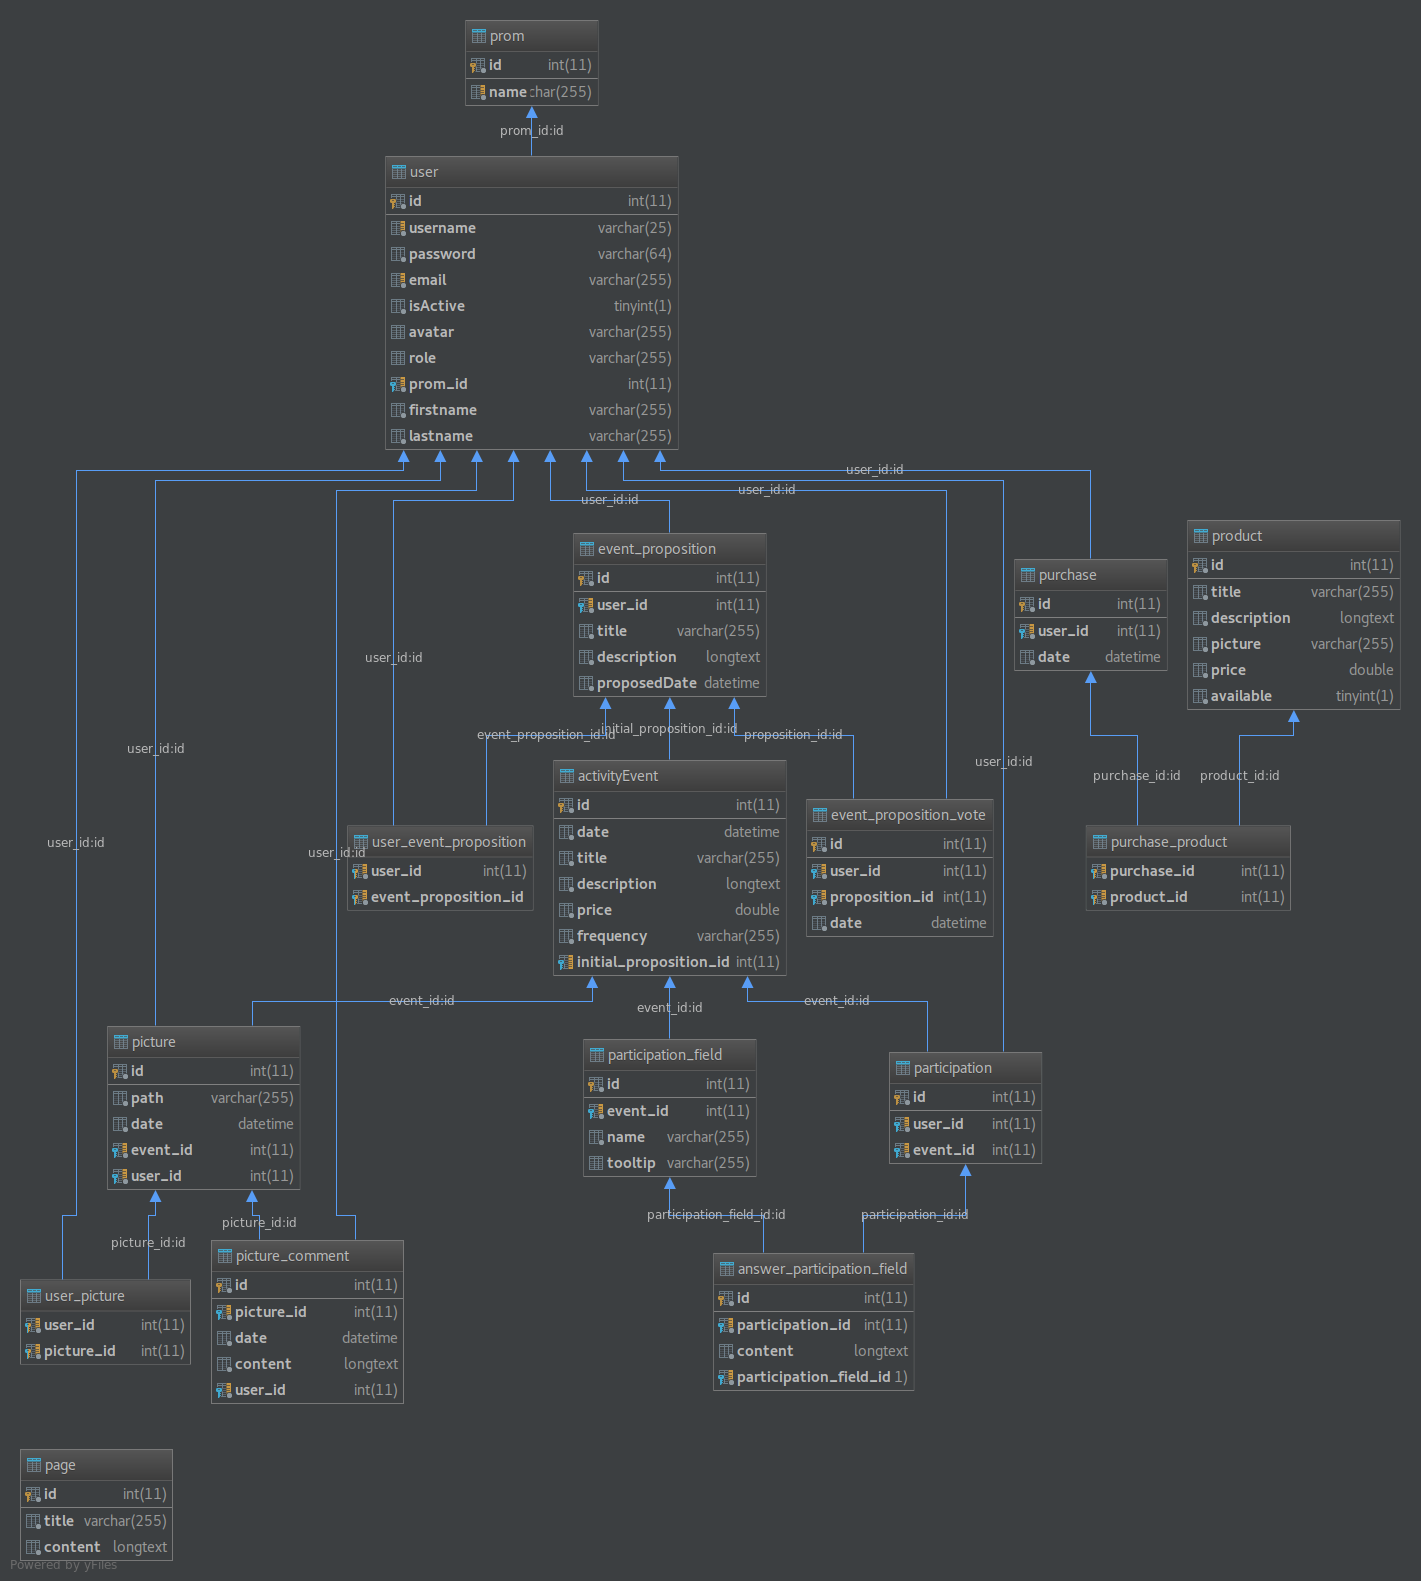 prom
id int(11)
name char(255)
prom_id:id
user
id int(11)
username varchar(25)
password varchar(64)
email varchar(255)
isActive tinyint(1)
avatar varchar(255)
role varchar(255)
prom_id int(11)
firstname varchar(255)
lastname varchar(255)
user_id:id
user_id:id
user_id:id
user_id:id
user_id:id
user_id:id
user_id:id
user_id:id
event_proposition
id int(11)
user_id int(11)
title varchar(255)
description longtext
proposedDate datetime
purchase
id int(11)
user_id int(11)
date datetime
product
id int(11)
title varchar(255)
description longtext
picture varchar(255)
price double
available tinyint(1)
event_proposition_id:id
initial_proposition_id:id
proposition_id:id
purchase_id:id
product_id:id
user_event_proposition
user_id int(11)
event_proposition_id
activityEvent
id int(11)
date datetime
title varchar(255)
description longtext
price double
frequency varchar(255)
initial_proposition_id int(11)
event_proposition_vote
id int(11)
user_id int(11)
proposition_id int(11)
date datetime
purchase_product
purchase_id int(11)
product_id int(11)
event_id:id
event_id:id
event_id:id
picture
id int(11)
path varchar(255)
date datetime
event_id int(11)
user_id int(11)
participation_field
id int(11)
event_id int(11)
name varchar(255)
tooltip varchar(255)
participation
id int(11)
user_id int(11)
event_id int(11)
picture_id:id
picture_id:id
participation_field_id:id
participation_id:id
user_picture
user_id int(11)
picture_id int(11)
picture_comment
id int(11)
picture_id int(11)
date datetime
content longtext
user_id int(11)
answer_participation_field
id int(11)
participation_id int(11)
content longtext
participation_field_id 1)
page
id int(11)
title varchar(255)
content longtext
Powered by yFiles